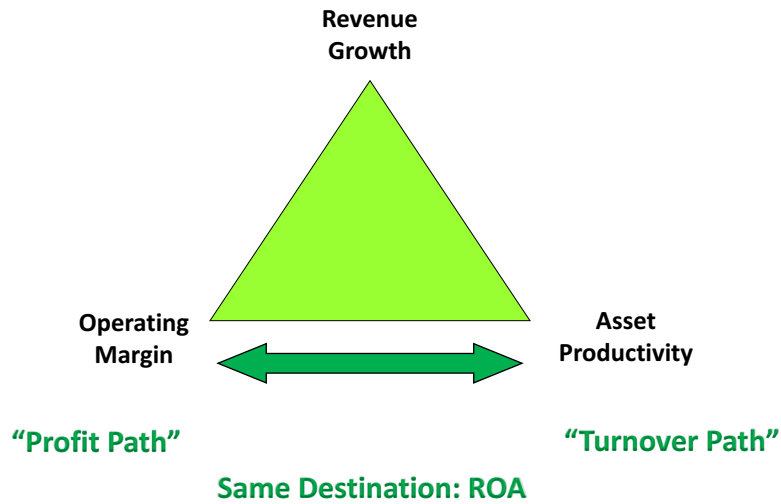 Revenue
Growth
Operating
Margin
Asset
Productivity
“Profit Path”
“Turnover Path”
Same Destination: ROA